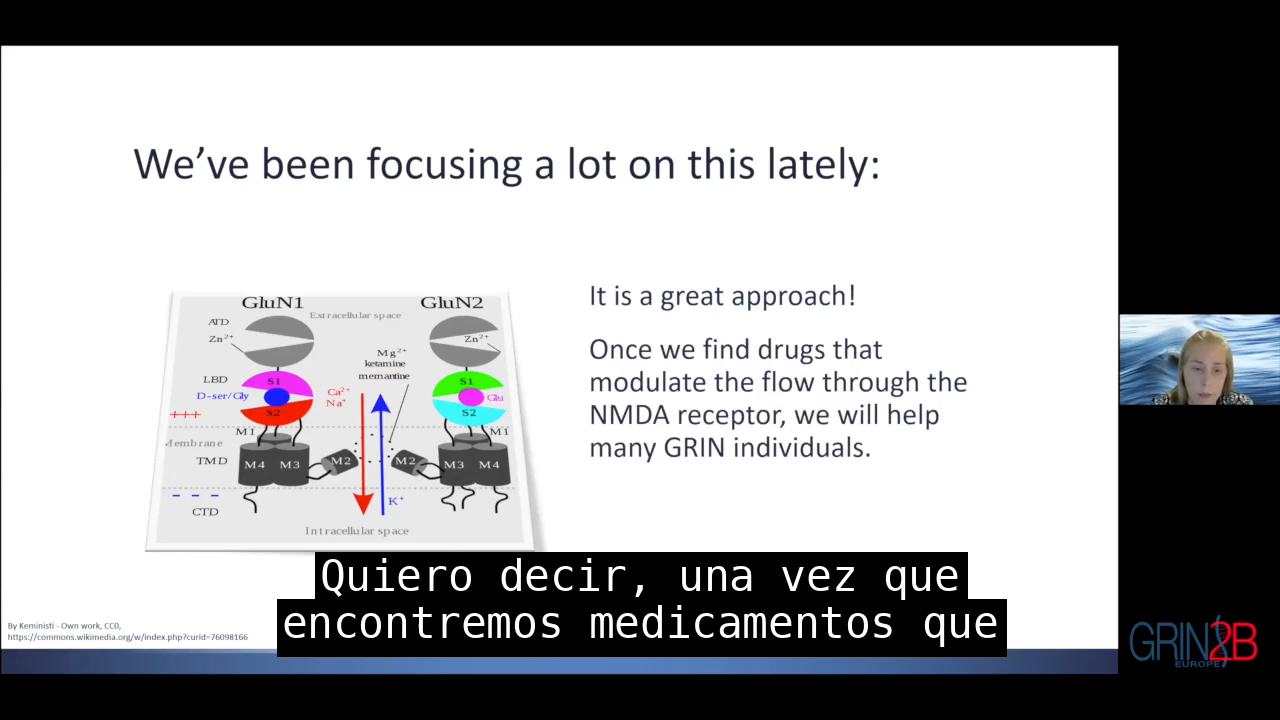 We've been focusing a lot on this lately:
GluN1
GluN2
Extracellular space
ATD
Zn²⁺
Zn²⁺
Mg²⁺
ketamine
memantine
LBD
S1
S1
D-ser/Gly
Ca²⁺
Na⁺
Glu
S2
S2
+++
M1
M1
Membrane
TMD
M4
M3
M2
M2
M3
M4
K⁺
CTD
Intracellular space
It is a great approach!
Once we find drugs that
modulate the flow through the
NMDA receptor, we will help
many GRIN individuals.
Quiero decir, una vez que
encontremos medicamentos que
By Keministi - Own work, CC0,
https://commons.wikimedia.org/w/index.php?curid=76098166
GRIN2B
EUROPE